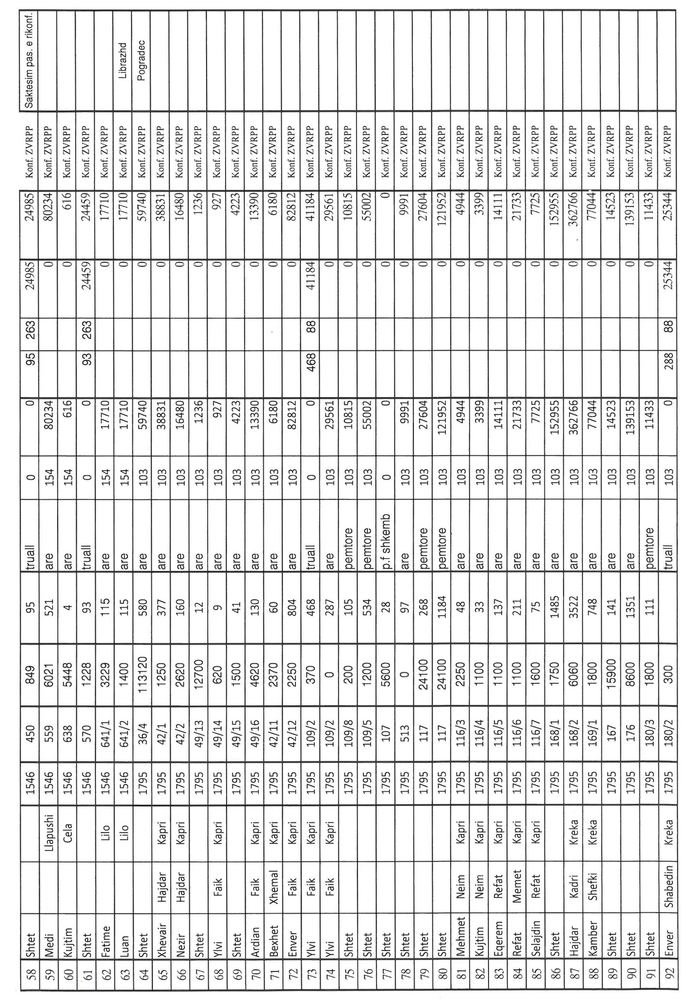 58 Shtet 1546 450 849 95 truall 0 0 95 263 24985 24985 Konf. ZVRPP Saktesim pas. e rikonf.
59 Medi Llapushi 1546 559 6021 521 are 154 80234 0 80234 Konf. ZVRPP
60 Kujtim Cela 1546 638 5448 4 are 154 616 0 616 Konf. ZVRPP
61 Shtet 1546 570 1228 93 truall 0 0 93 263 24459 24459 Konf. ZVRPP
62 Fatime Lilo 1546 641/1 3229 115 are 154 17710 0 17710 Konf. ZVRPP
63 Luan Lilo 1546 641/2 1400 115 are 154 17710 0 17710 Konf. ZVRPP Librazhd
64 Shtet 1795 36/4 113120 580 are 103 59740 0 59740 Konf. ZVRPP Pogradec
65 Xhevair Hajdar Kapri 1795 42/1 1250 377 are 103 38831 0 38831 Konf. ZVRPP
66 Nezir Hajdar Kapri 1795 42/2 2620 160 are 103 16480 0 16480 Konf. ZVRPP
67 Shtet 1795 49/13 12700 12 are 103 1236 0 1236 Konf. ZVRPP
68 Ylvi Faik Kapri 1795 49/14 620 9 are 103 927 0 927 Konf. ZVRPP
69 Shtet 1795 49/15 1500 41 are 103 4223 0 4223 Konf. ZVRPP
70 Ardian Faik Kapri 1795 49/16 4620 130 are 103 13390 0 13390 Konf. ZVRPP
71 Bexhet Xhemal Kapri 1795 42/11 2370 60 are 103 6180 0 6180 Konf. ZVRPP
72 Enver Faik Kapri 1795 42/12 2250 804 are 103 82812 0 82812 Konf. ZVRPP
73 Ylvi Faik Kapri 1795 109/2 370 468 truall 0 0 468 88 41184 41184 Konf. ZVRPP
74 Ylvi Faik Kapri 1795 109/2 0 287 are 103 29561 0 29561 Konf. ZVRPP
75 Shtet 1795 109/8 200 105 pemtore 103 10815 0 10815 Konf. ZVRPP
76 Shtet 1795 109/5 1200 534 pemtore 103 55002 0 55002 Konf. ZVRPP
77 Shtet 1795 107 5600 28 p.f shkemb 0 0 0 0 Konf. ZVRPP
78 Shtet 1795 513 0 97 are 103 9991 0 9991 Konf. ZVRPP
79 Shtet 1795 117 24100 268 pemtore 103 27604 0 27604 Konf. ZVRPP
80 Shtet 1795 117 24100 1184 pemtore 103 121952 0 121952 Konf. ZVRPP
81 Mehmet Neim Kapri 1795 116/3 2250 48 are 103 4944 0 4944 Konf. ZVRPP
82 Kujtim Neim Kapri 1795 116/4 1100 33 are 103 3399 0 3399 Konf. ZVRPP
83 Eqerem Refat Kapri 1795 116/5 1100 137 are 103 14111 0 14111 Konf. ZVRPP
84 Refat Memet Kapri 1795 116/6 1100 211 are 103 21733 0 21733 Konf. ZVRPP
85 Selajdin Refat Kapri 1795 116/7 1600 75 are 103 7725 0 7725 Konf. ZVRPP
86 Shtet 1795 168/1 1750 1485 are 103 152955 0 152955 Konf. ZVRPP
87 Hajdar Kadri Kreka 1795 168/2 6060 3522 are 103 362766 0 362766 Konf. ZVRPP
88 Kamber Shefki Kreka 1795 169/1 1800 748 are 103 77044 0 77044 Konf. ZVRPP
89 Shtet 1795 167 15900 141 are 103 14523 0 14523 Konf. ZVRPP
90 Shtet 1795 176 8600 1351 are 103 139153 0 139153 Konf. ZVRPP
91 Shtet 1795 180/3 1800 111 pemtore 103 11433 0 11433 Konf. ZVRPP
92 Enver Shabedin Kreka 1795 180/2 300 truall 103 0 288 88 25344 25344 Konf. ZVRPP